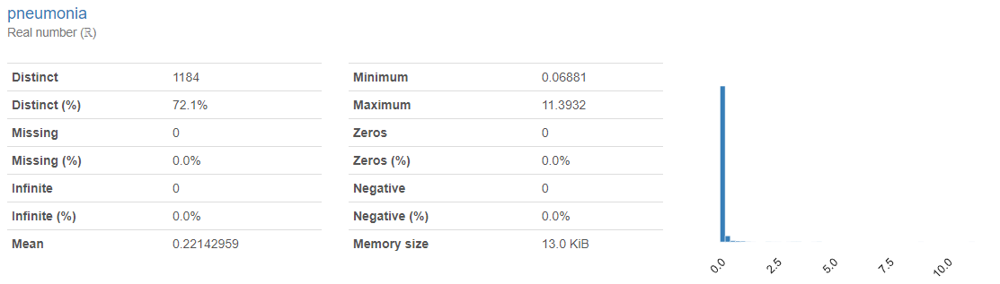 pneumonia
Real number (ℝ)
Distinct 1184
Distinct (%) 72.1%
Missing 0
Missing (%) 0.0%
Infinite 0
Infinite (%) 0.0%
Mean 0.22142959
Minimum 0.06881
Maximum 11.3932
Zeros 0
Zeros (%) 0.0%
Negative 0
Negative (%) 0.0%
Memory size 13.0 KiB
0.0 2.5 5.0 7.5 10.0